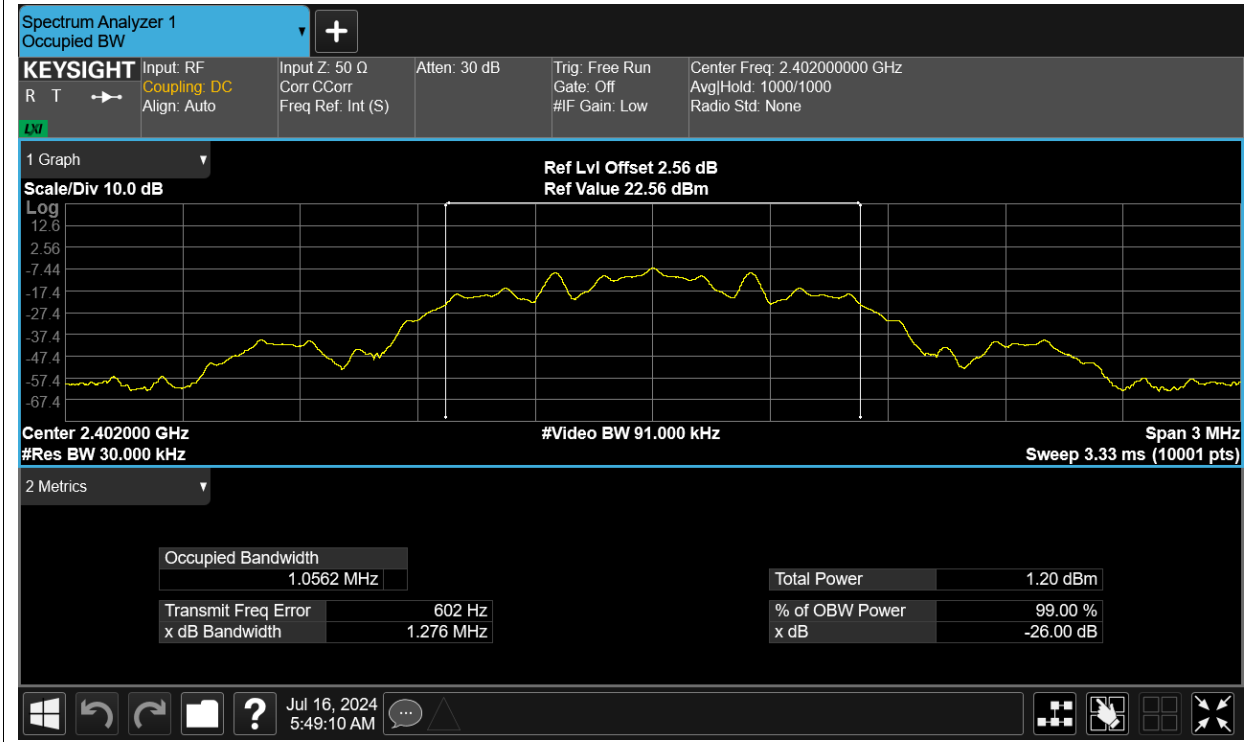 Spectrum Analyzer 1
Occupied BW
KEYSIGHT Input: RF Input Z: 50 Ω Atten: 30 dB Trig: Free Run Center Freq: 2.402000000 GHz
R T Coupling: DC Corr CCorr Gate: Off Avg|Hold: 1000/1000
Align: Auto Freq Ref: Int (S) #IF Gain: Low Radio Std: None
LXI
1 Graph
Ref Lvl Offset 2.56 dB
Scale/Div 10.0 dB Ref Value 22.56 dBm
Log
12.6
2.56
-7.44
-17.4
-27.4
-37.4
-47.4
-57.4
-67.4
Center 2.402000 GHz #Video BW 91.000 kHz Span 3 MHz
#Res BW 30.000 kHz Sweep 3.33 ms (10001 pts)
2 Metrics
Occupied Bandwidth
1.0562 MHz Total Power 1.20 dBm
Transmit Freq Error 602 Hz % of OBW Power 99.00 %
x dB Bandwidth 1.276 MHz x dB -26.00 dB
? Jul 16, 2024
5:49:10 AM